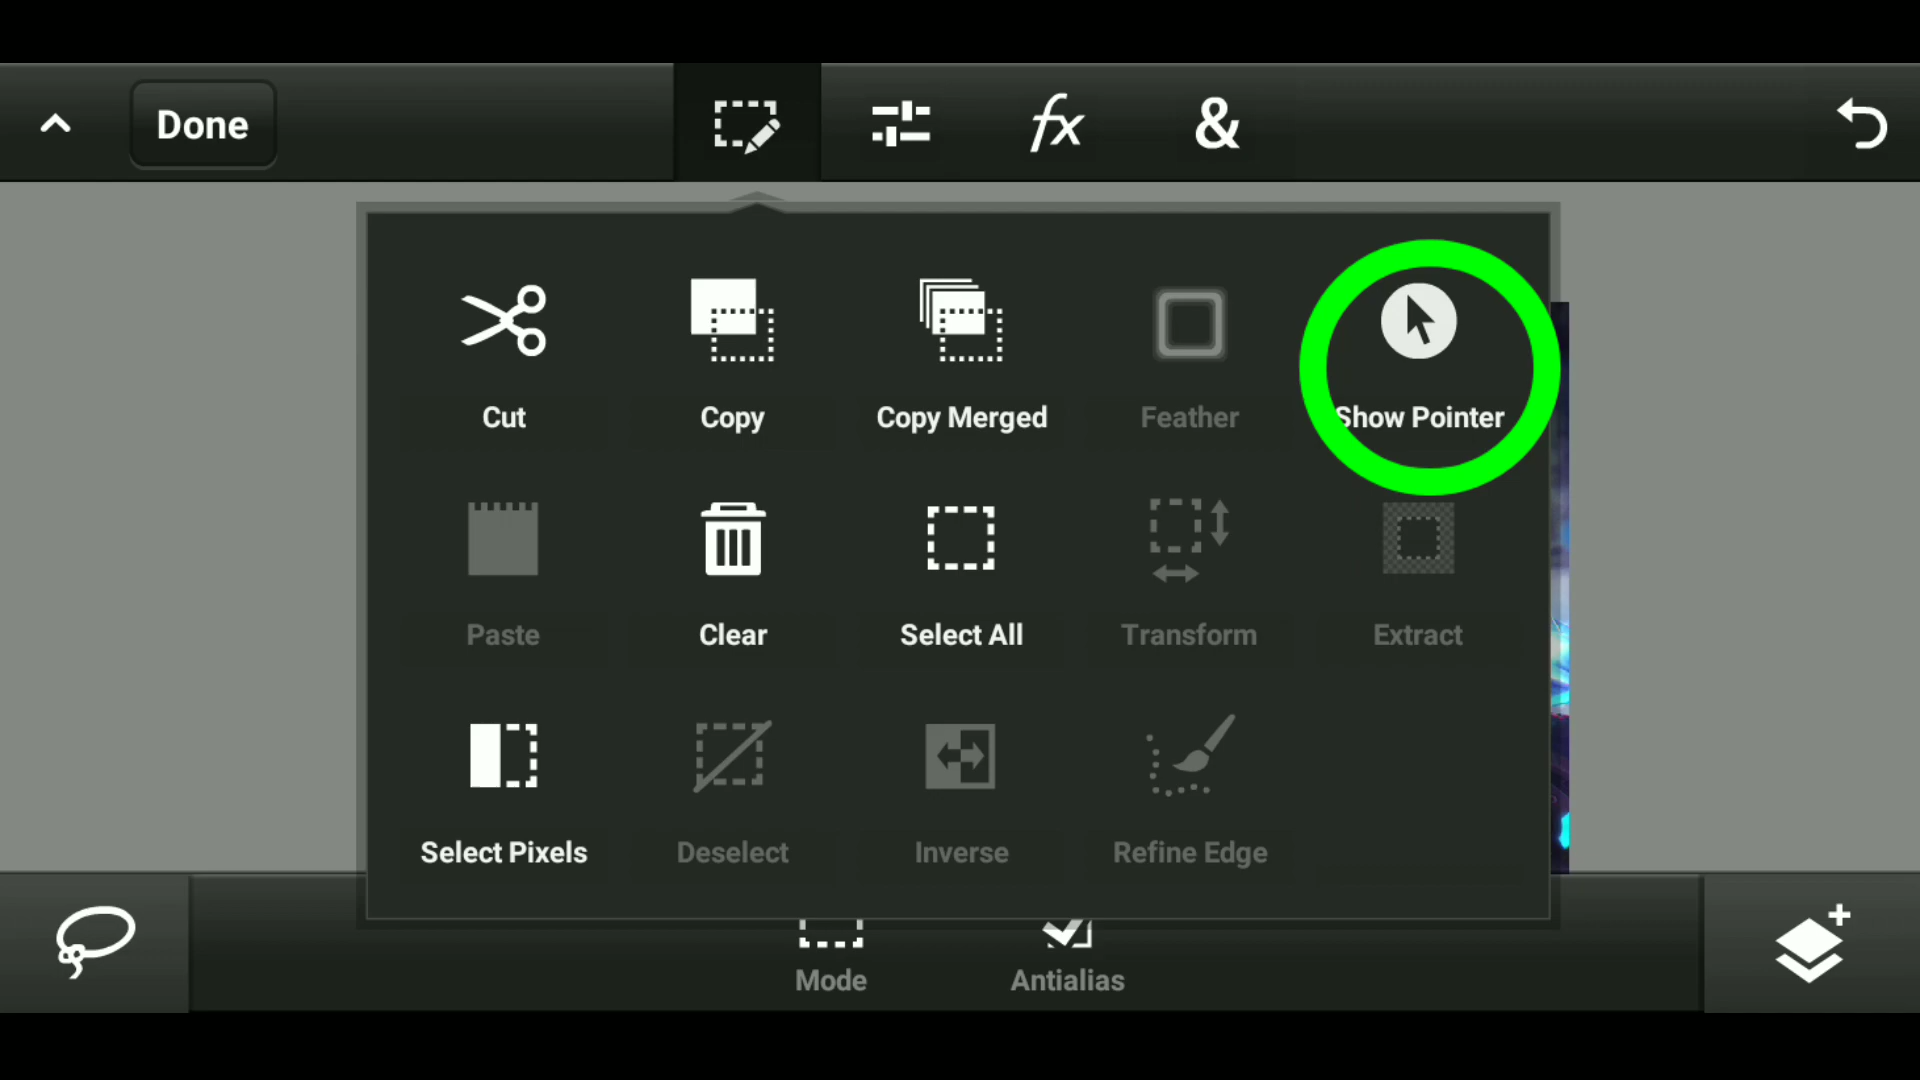 Done
fx
&
Cut
Copy
Copy Merged
Feather
Show Pointer
Paste
Clear
Select All
Transform
Extract
Select Pixels
Deselect
Inverse
Refine Edge
Mode
Antialias